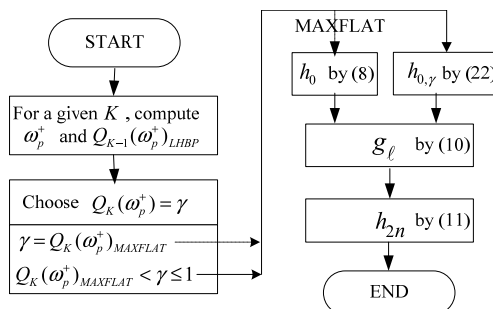 START
For a given K , compute
ω_p^+ and Q_{K-1}(ω_p^+)_{LHBP}
Choose Q_K(ω_p^+) = γ
γ = Q_K(ω_p^+)_{MAXFLAT}
Q_K(ω_p^+)_{MAXFLAT} < γ ≤ 1
MAXFLAT
h_0 by (8)
h_{0,γ} by (22)
g_ℓ by (10)
h_{2n} by (11)
END